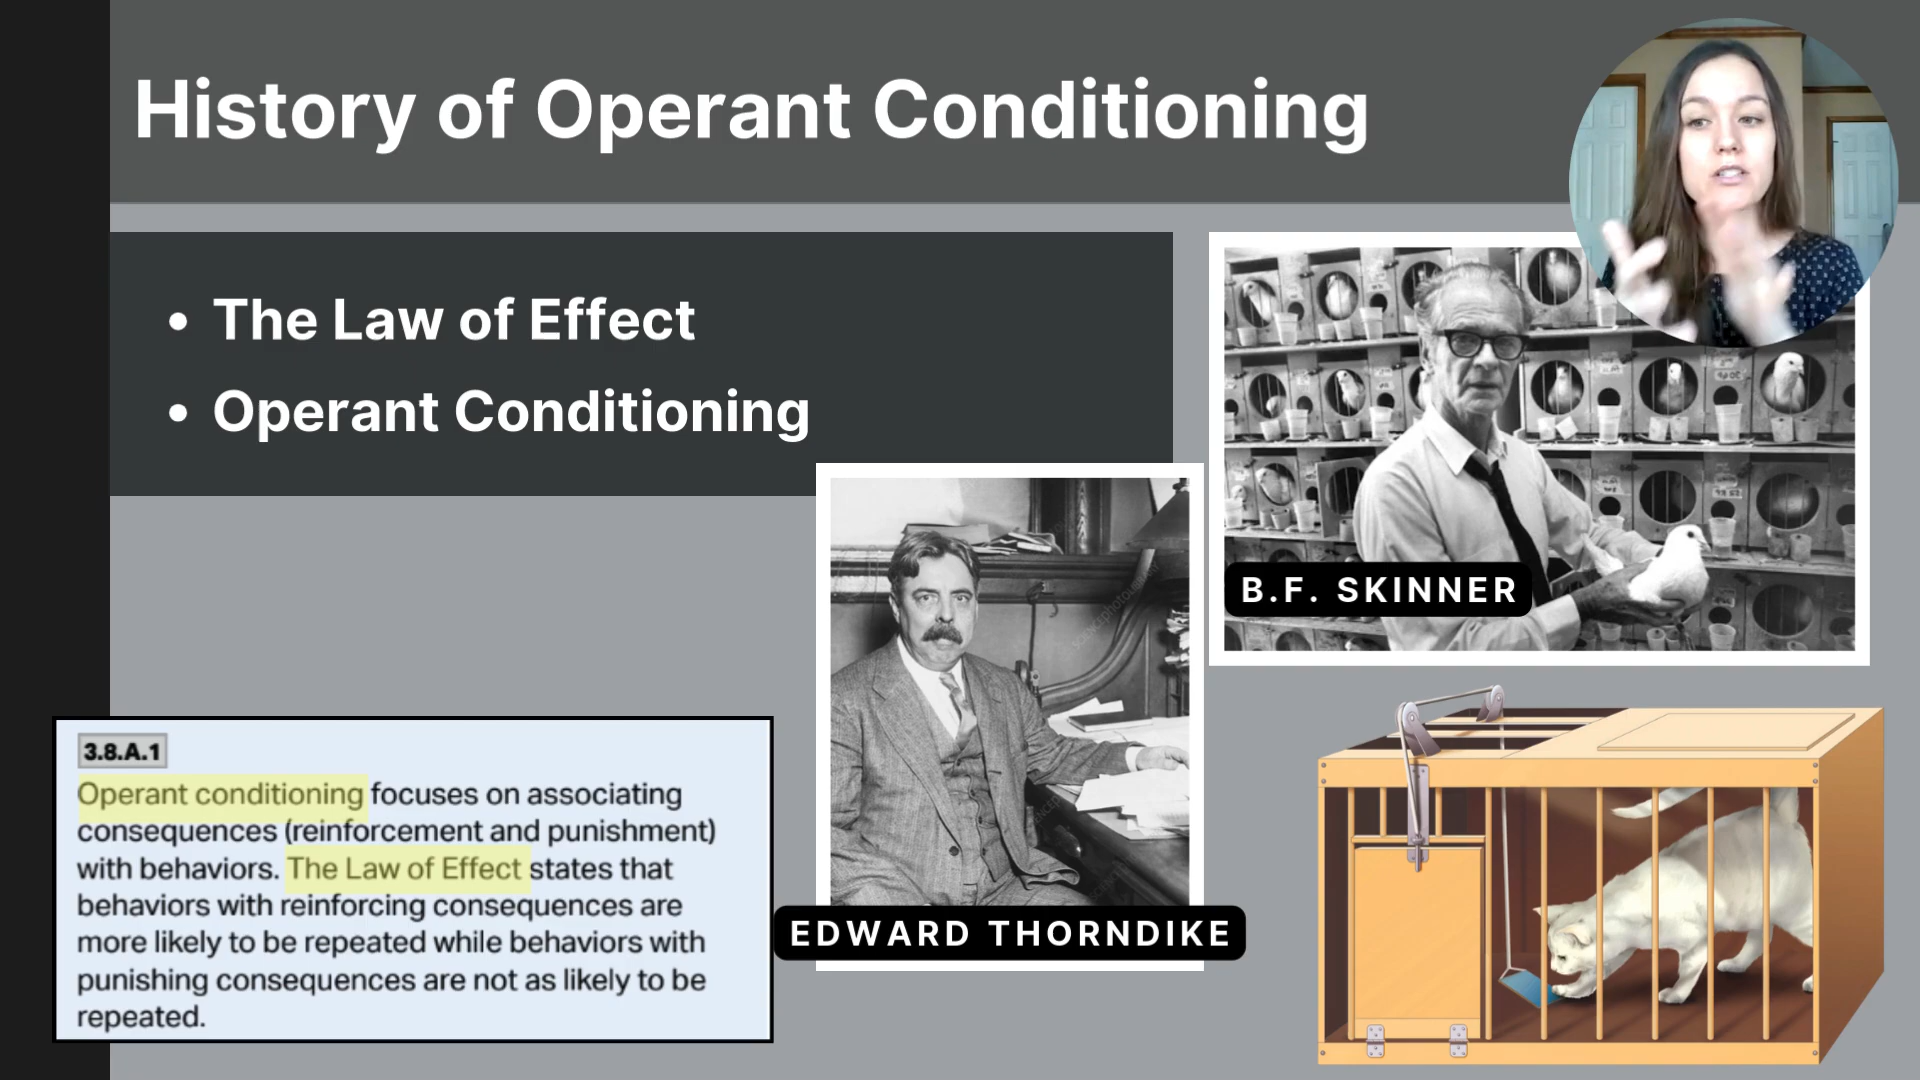 History of Operant Conditioning
• The Law of Effect
• Operant Conditioning
B.F. SKINNER
EDWARD THORNDIKE
3.8.A.1
Operant conditioning focuses on associating
consequences (reinforcement and punishment)
with behaviors. The Law of Effect states that
behaviors with reinforcing consequences are
more likely to be repeated while behaviors with
punishing consequences are not as likely to be
repeated.